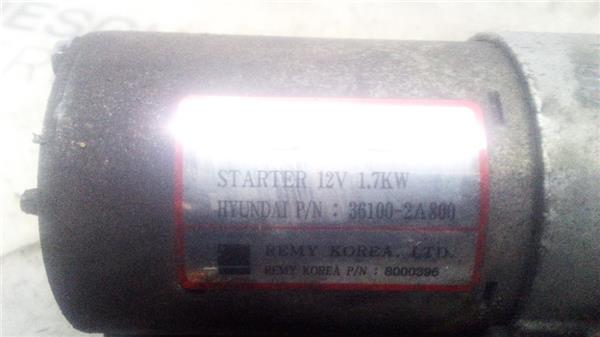 STARTER 12V 1.7KW
HYUNDAI P/N : 36100-2A800
REMY KOREA, LTD.
REMY KOREA P/N : 8000396